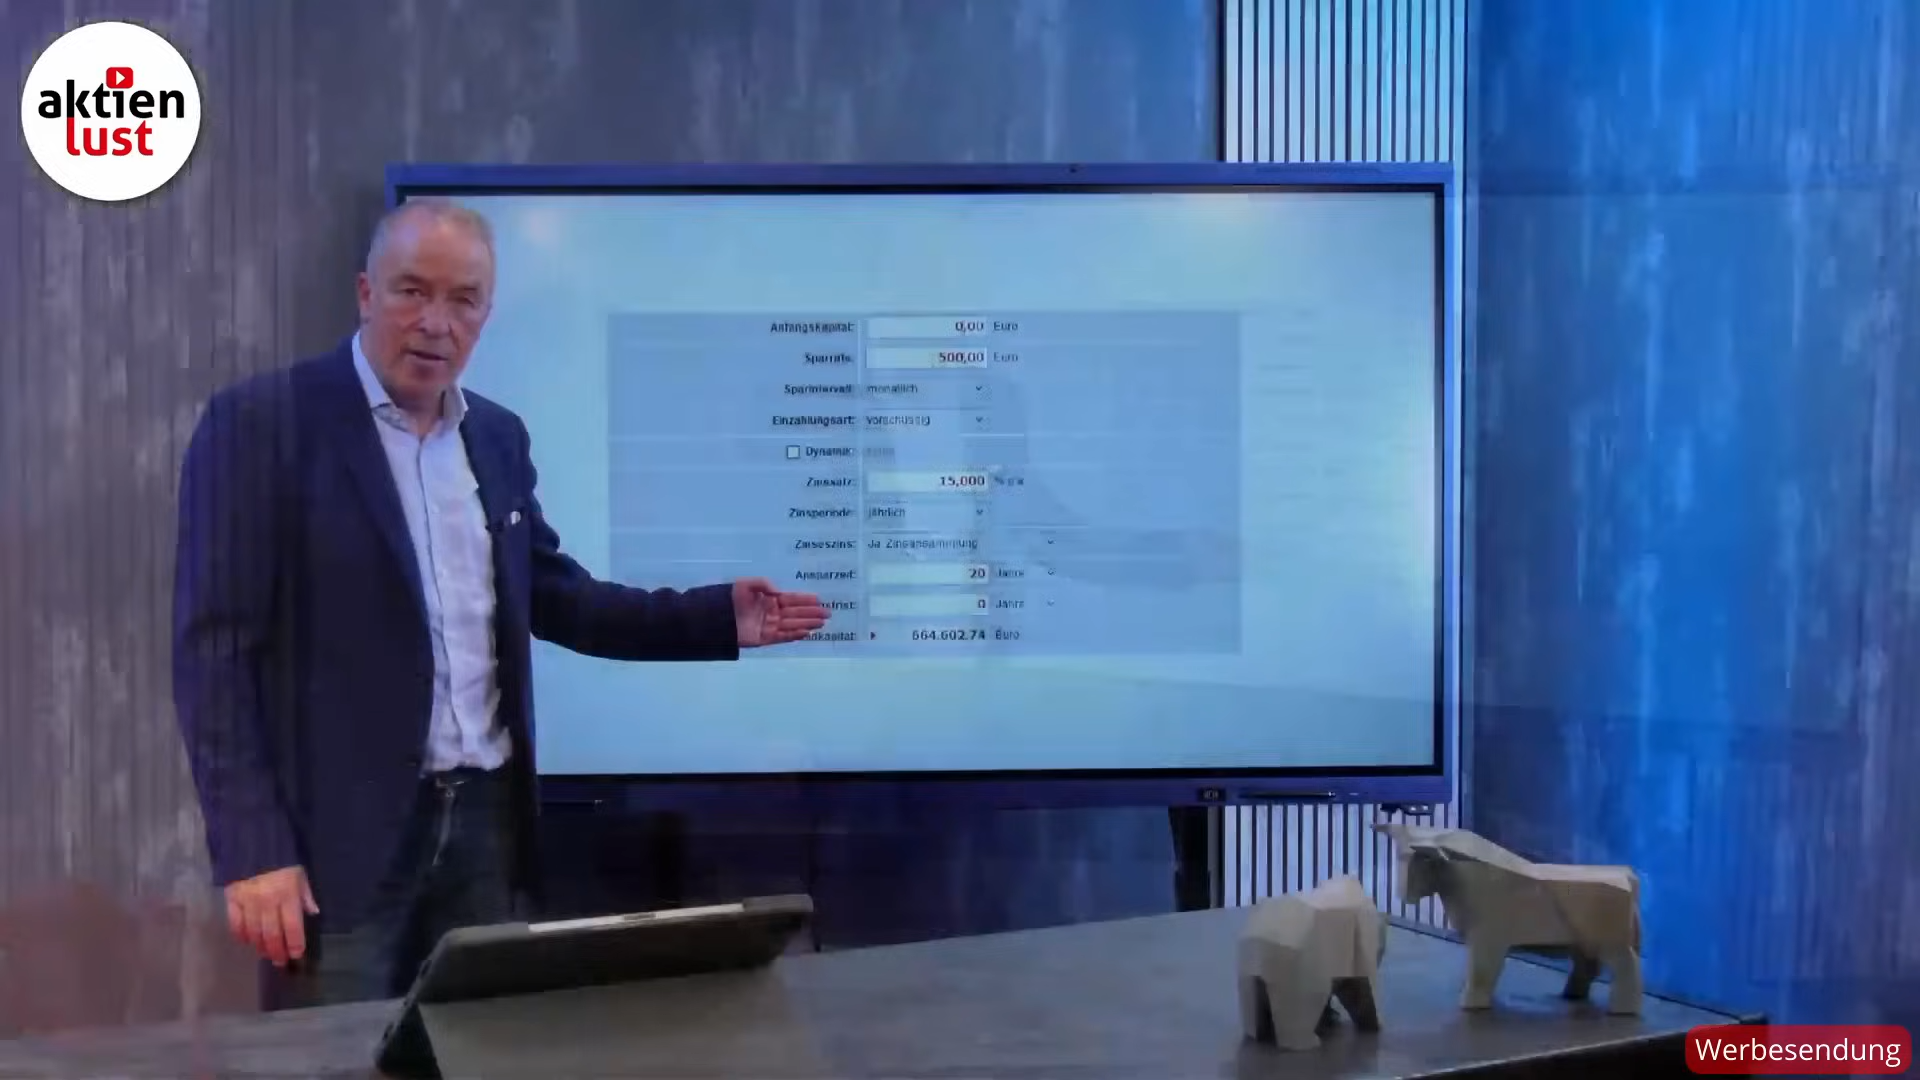 aktien
lust
Anfangskapital: 0,00 Euro
Sparrate: 500,00 Euro
Sparintervall: monatlich
Einzahlungsart: vorschüssig
Dynamik:
Zinssatz: 15,000 % p.a.
Zinsperiode: jährlich
Zinseszins: Ja Zinsansammlung
Ansparzeit: 20 Jahre
0 Jahre
664.602,74 Euro
Werbesendung